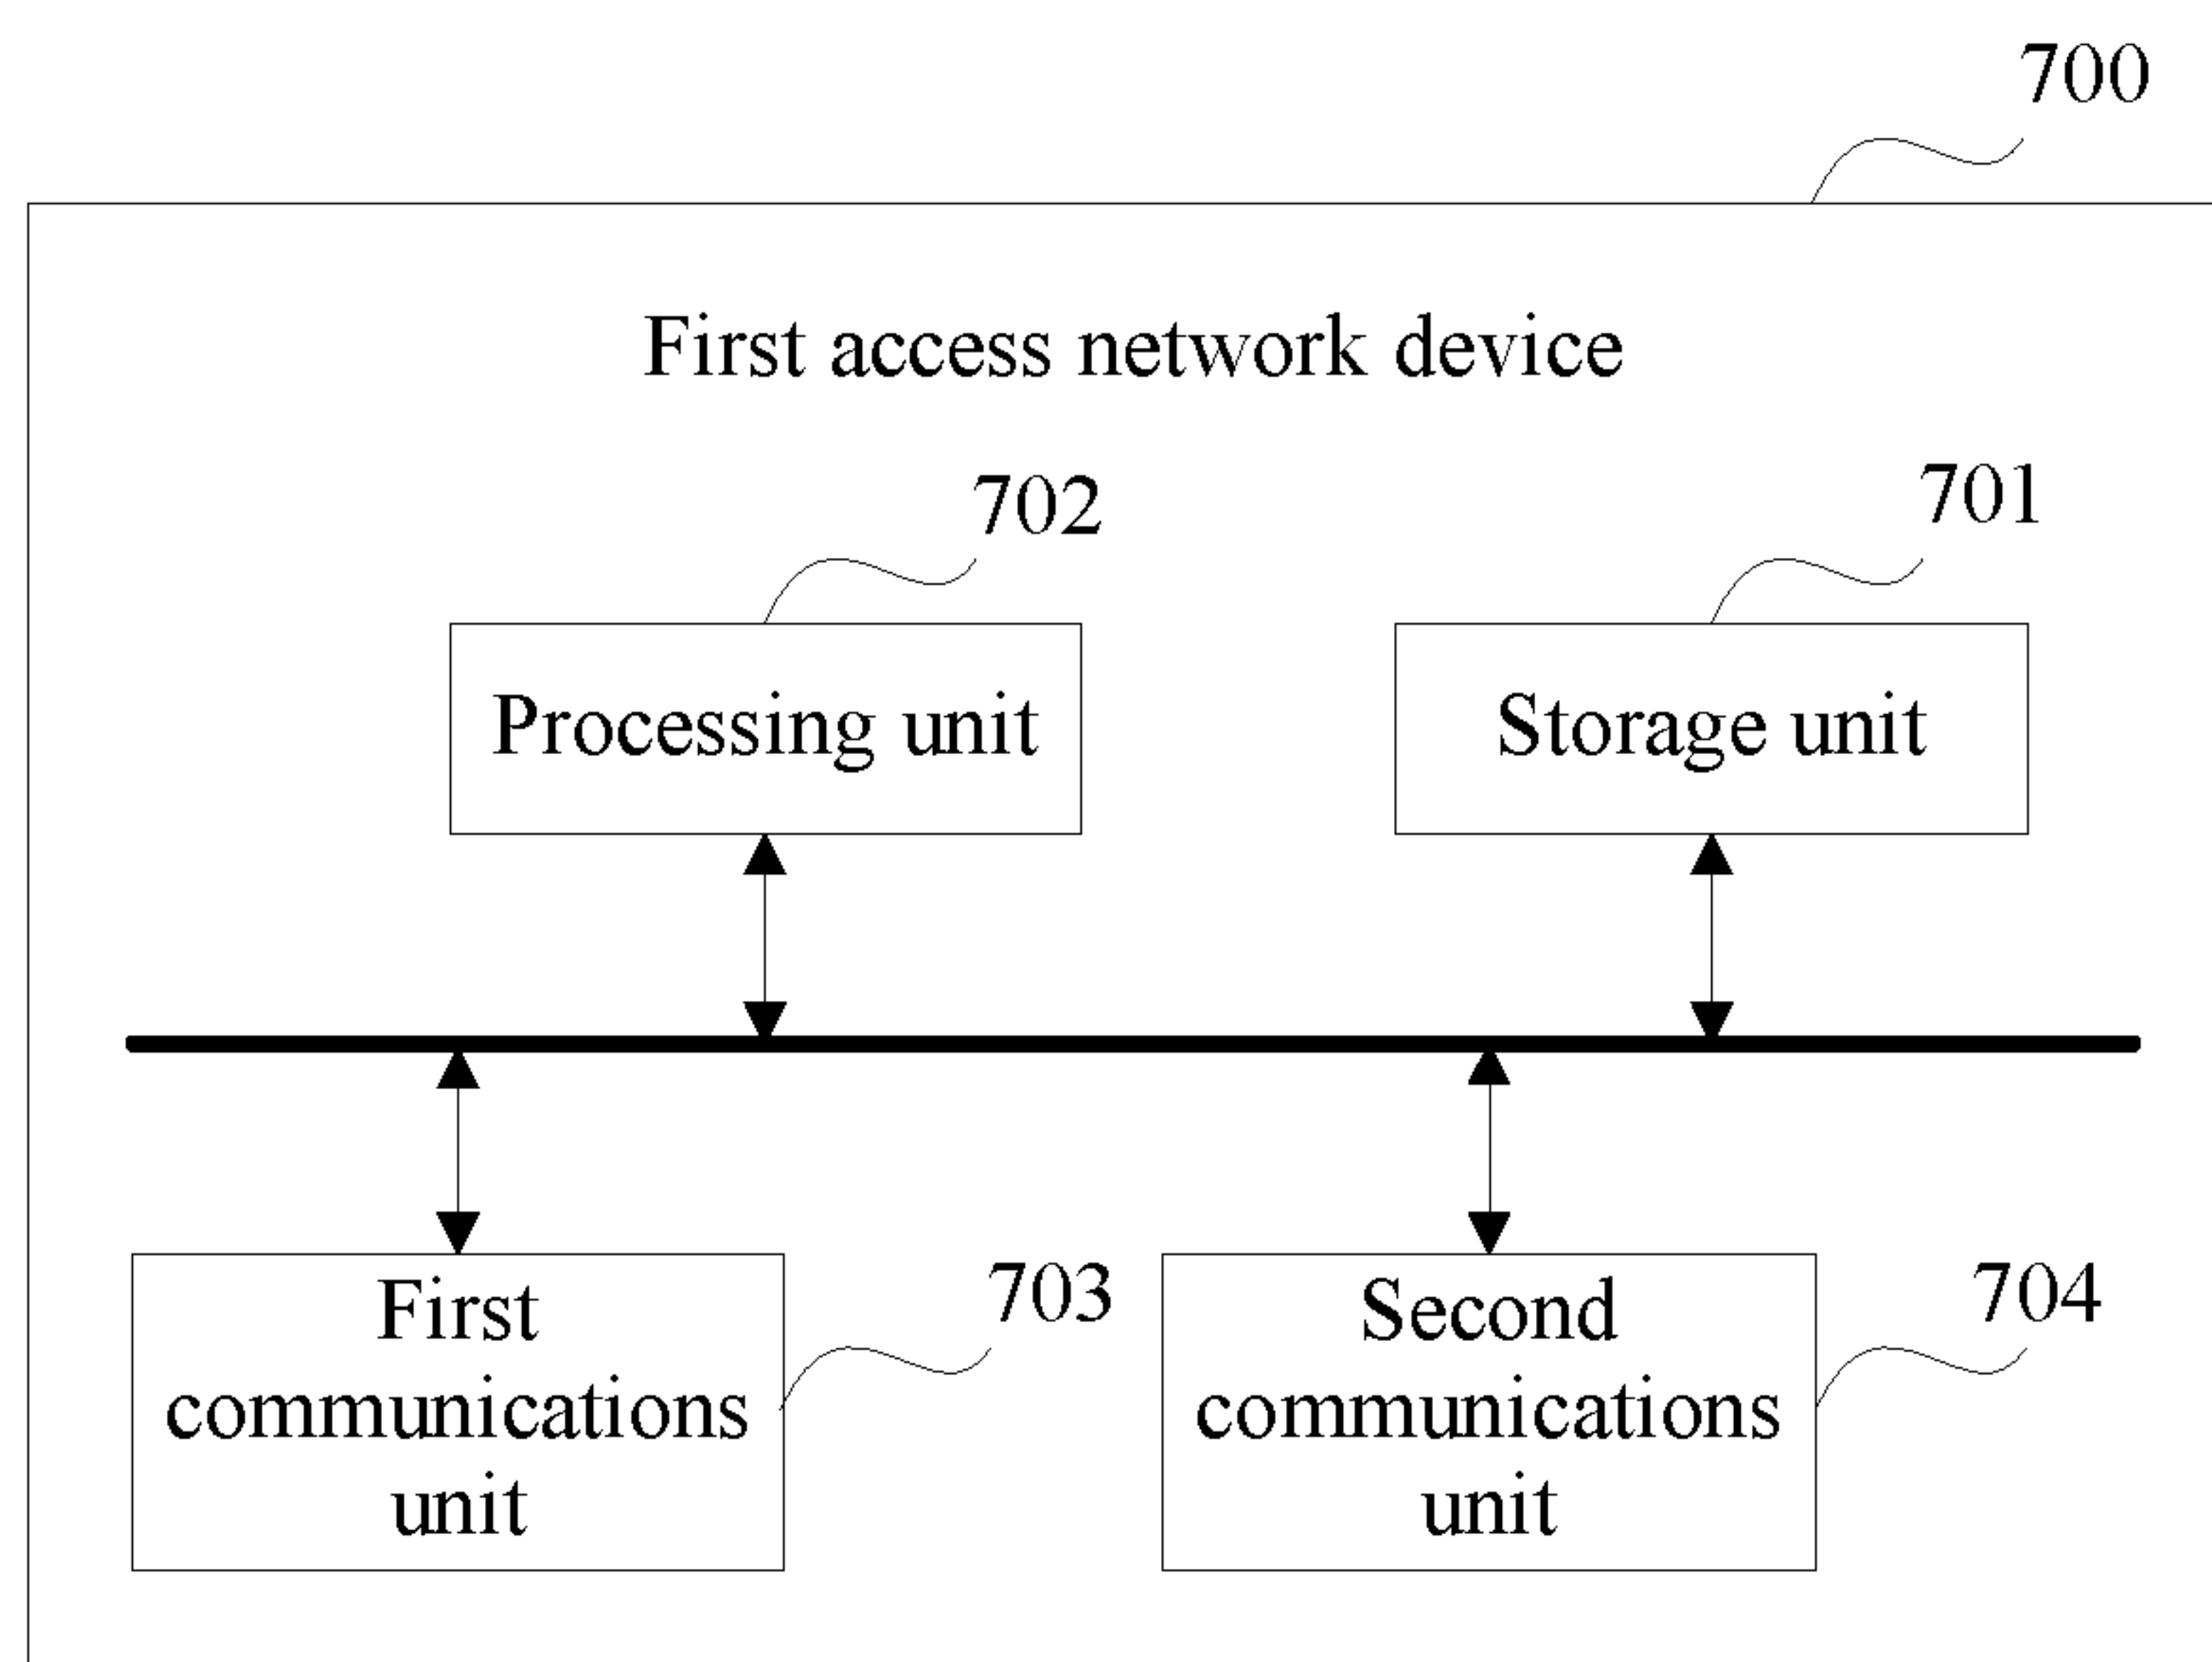 700
First access network device
702
701
Processing unit
Storage unit
First
communications
unit
703
Second
communications
unit
704